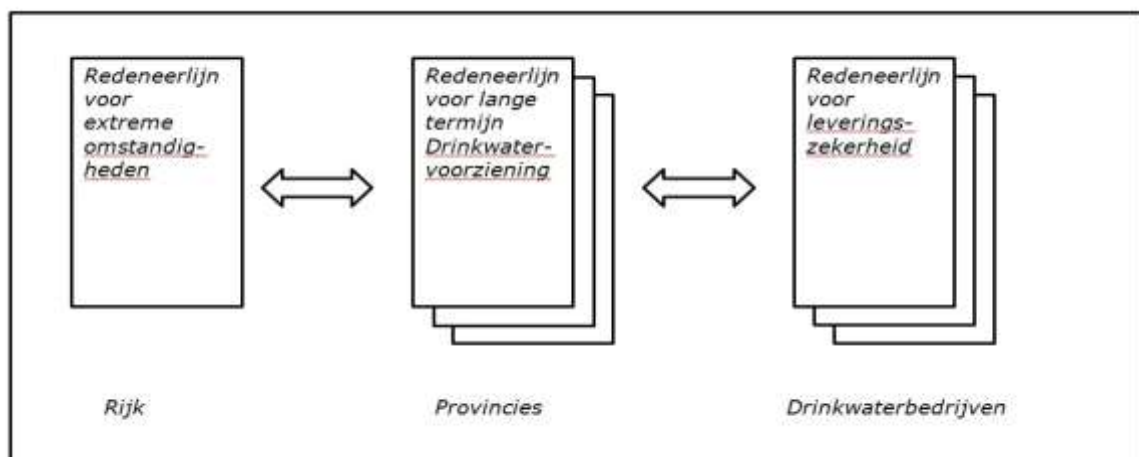 Redeneerlijn
voor
extreme
omstandig-
heden
Redeneerlijn
voor lange
termijn
Drinkwater-
voorziening
Redeneerlijn
voor
leverings-
zekerheid
Rijk
Provincies
Drinkwaterbedrijven